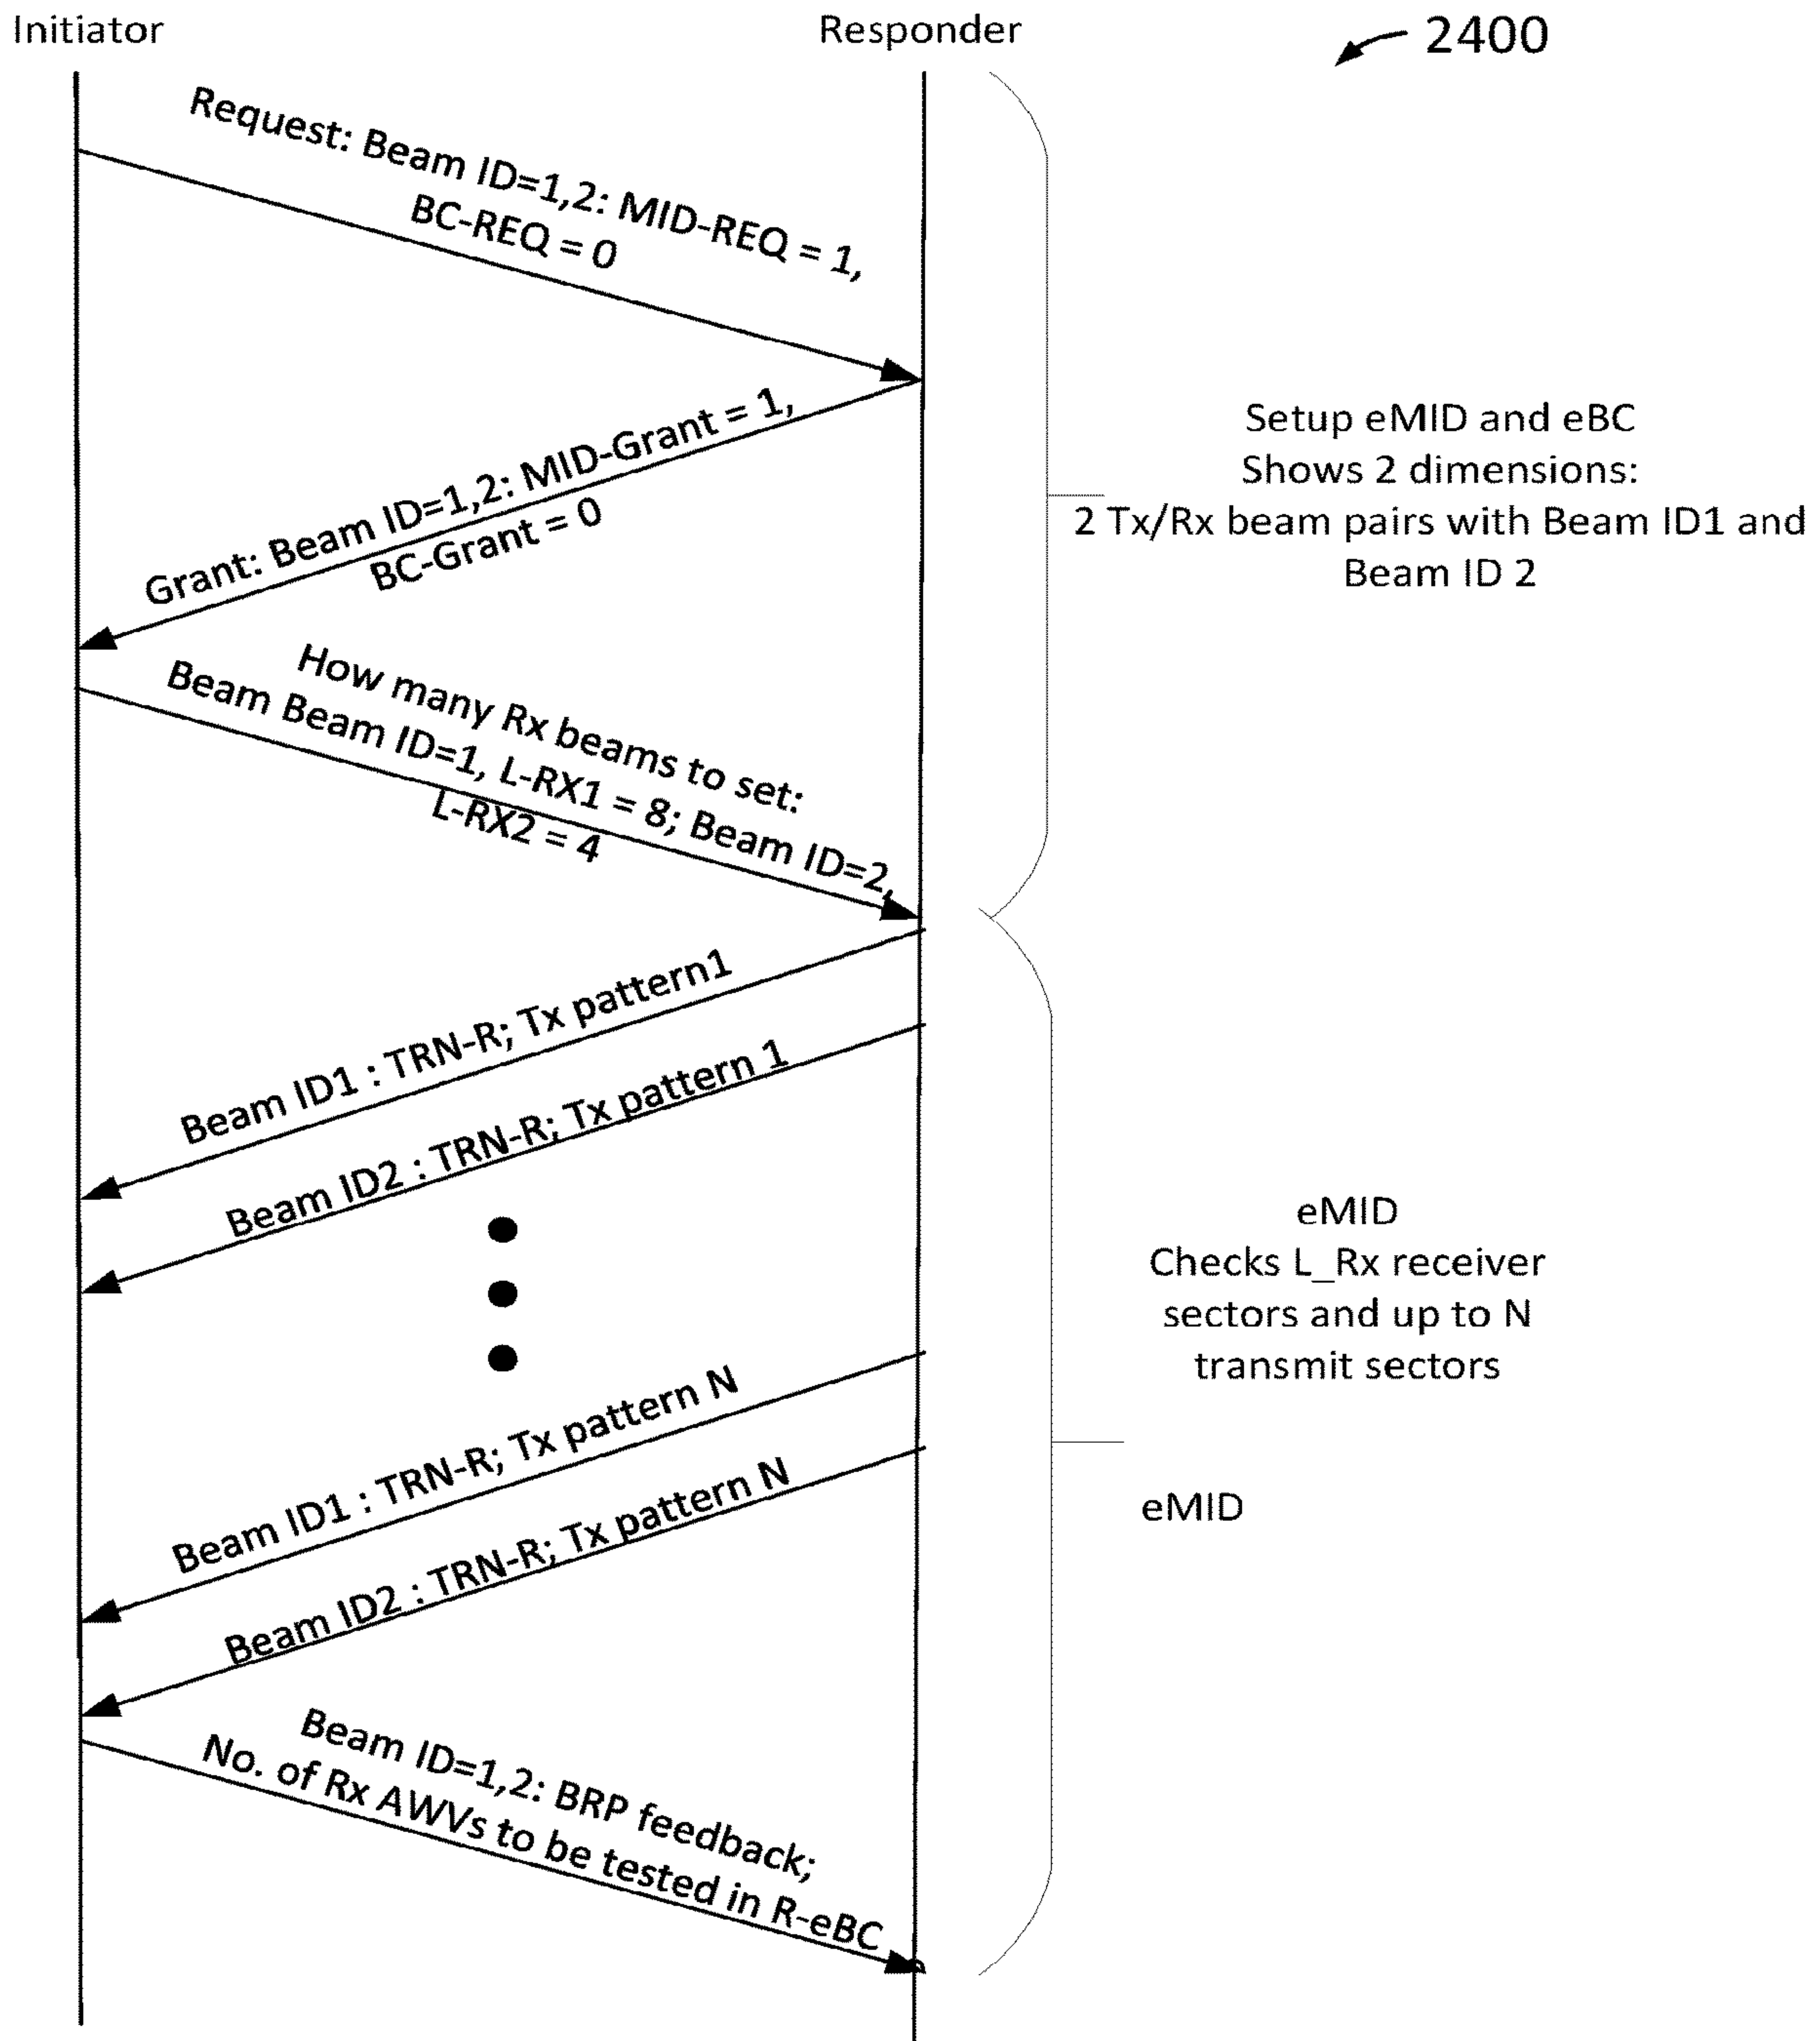 Initiator
Responder
2400
Request: Beam ID=1,2: MID-REQ = 1,
BC-REQ = 0
Grant: Beam ID=1,2: MID-Grant = 1,
BC-Grant = 0
Setup eMID and eBC
Shows 2 dimensions:
2 Tx/Rx beam pairs with Beam ID1 and
Beam ID 2
How many Rx beams to set:
Beam Beam ID=1, L-RX1 = 8; Beam ID=2,
L-RX2 = 4
Beam ID1 : TRN-R; Tx pattern1
Beam ID2 : TRN-R; Tx pattern 1
eMID
Checks L_Rx receiver
sectors and up to N
transmit sectors
Beam ID1 : TRN-R; Tx pattern N
Beam ID2 : TRN-R; Tx pattern N
eMID
Beam ID=1,2: BRP feedback;
No. of Rx AWVs to be tested in R-eBC